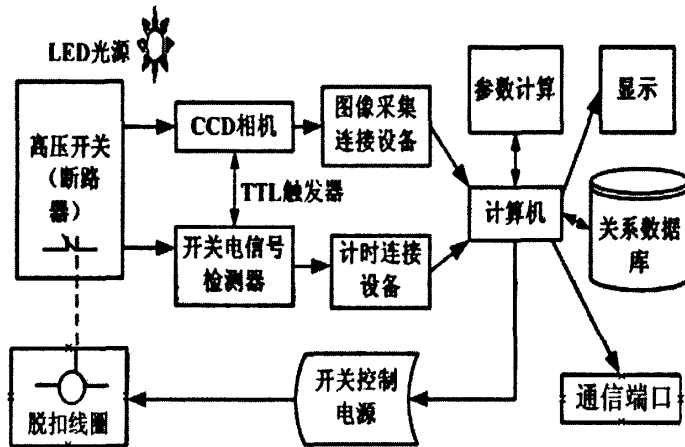 LED光源
高压开关
（断路
器）
CCD相机
图像采集
连接设备
参数计算
显示
TTL触发器
计算机
关系数据
库
开关电信号
检测器
计时连接
设备
脱扣线圈
开关控制
电源
通信端口